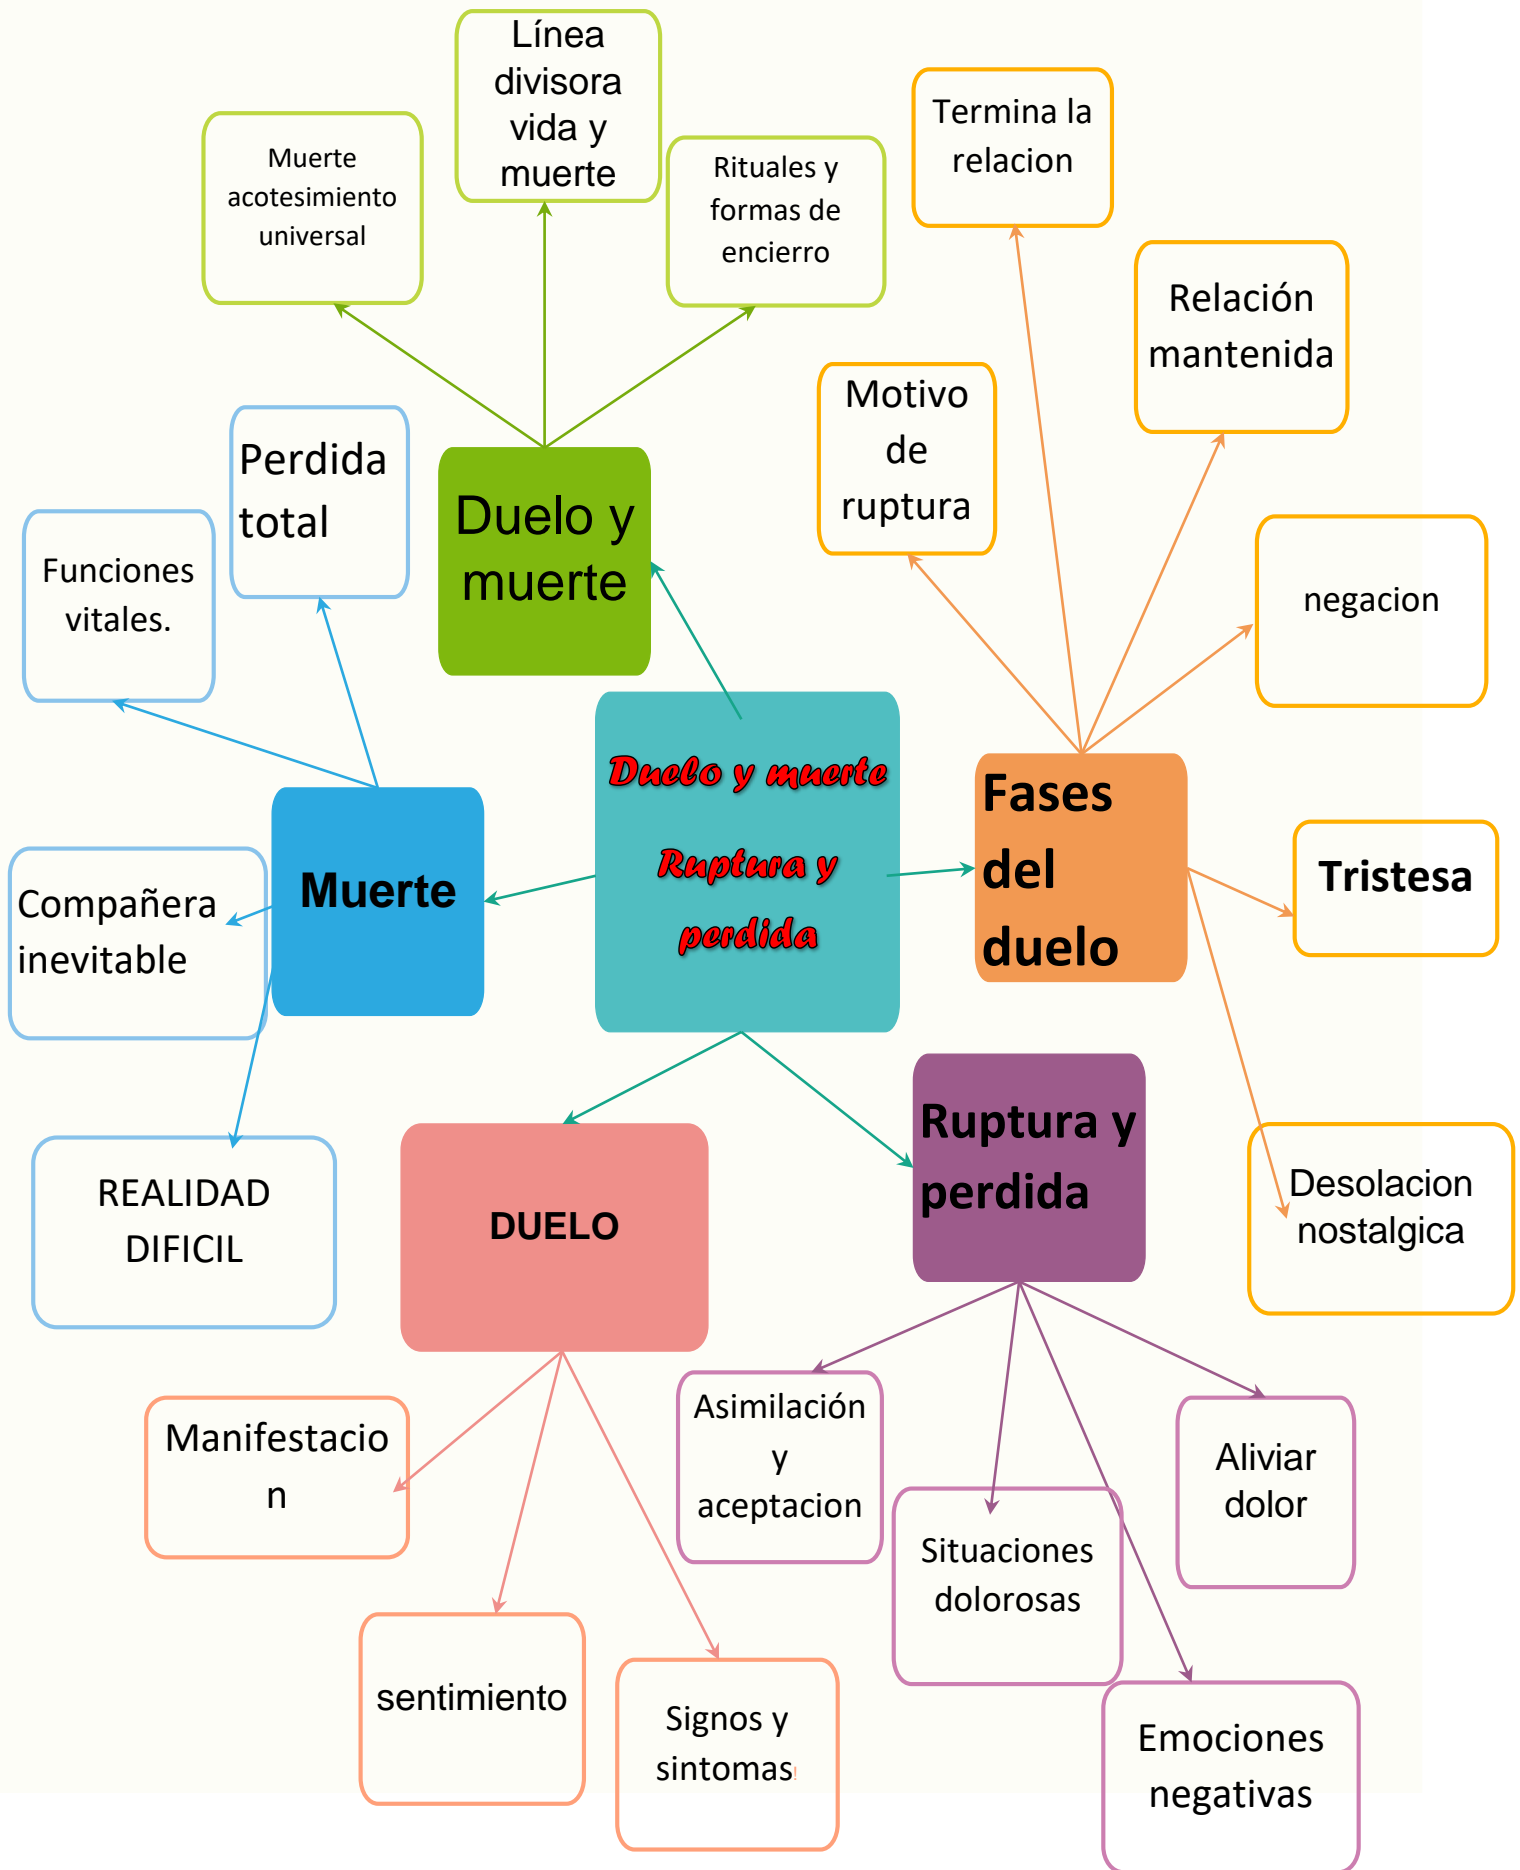 Línea
divisora
vida y
muerte
Muerte
acotesimiento
universal
Rituales y
formas de
encierro
Termina la
relacion
Relación
mantenida
Motivo
de
ruptura
Perdida
total
Duelo y
muerte
Funciones
vitales.
negacion
Duelo y muerte
Ruptura y
perdida
Fases
del
duelo
Muerte
Tristesa
Compañera
inevitable
Ruptura y
perdida
REALIDAD
DIFICIL
DUELO
Desolacion
nostalgica
Manifestacio
n
Asimilación
y
aceptacion
Aliviar
dolor
Situaciones
dolorosas
sentimiento
Signos y
sintomas!
Emociones
negativas